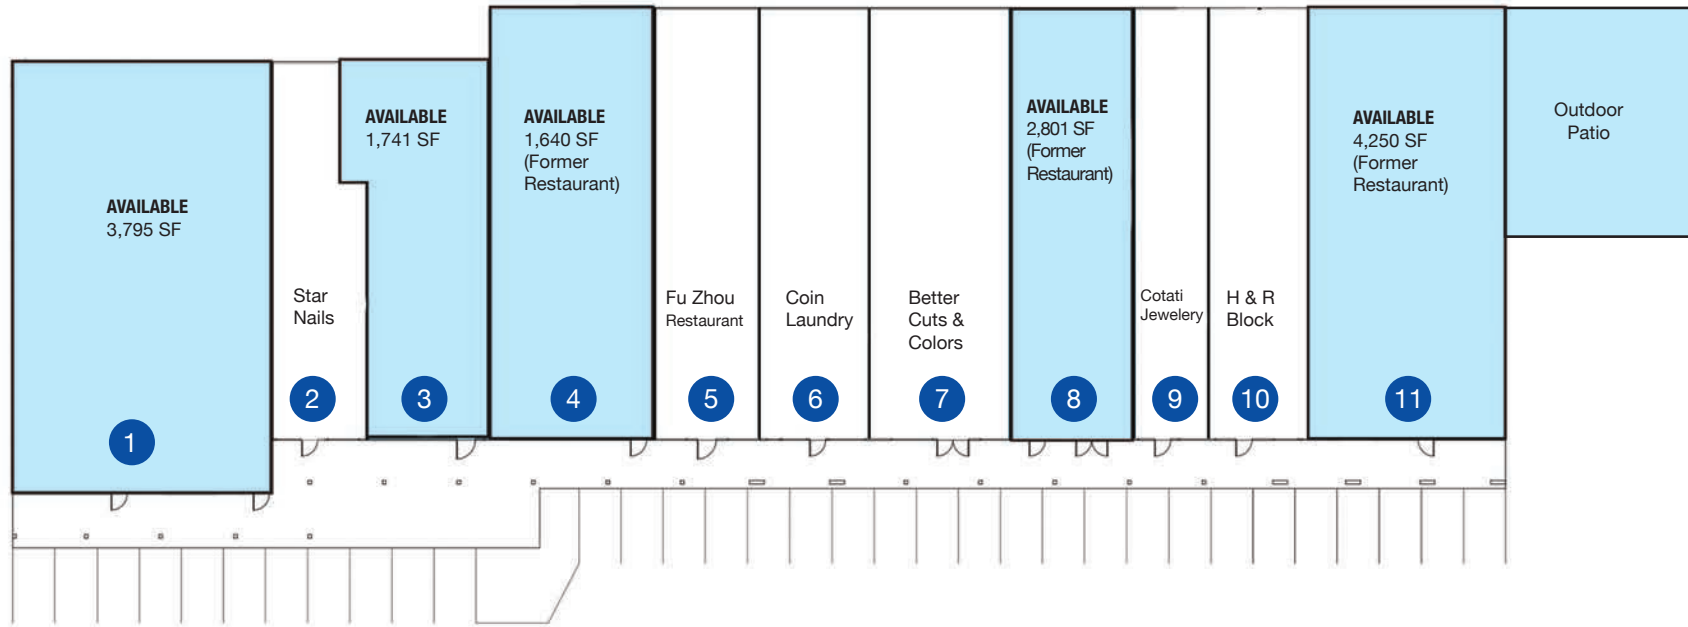 AVAILABLE
3,795 SF
1
Star
Nails
2
AVAILABLE
1,741 SF
3
AVAILABLE
1,640 SF
(Former
Restaurant)
4
Fu Zhou
Restaurant
5
Coin
Laundry
6
Better
Cuts &
Colors
7
AVAILABLE
2,801 SF
(Former
Restaurant)
8
Cotati
Jewelery
9
H & R
Block
10
AVAILABLE
4,250 SF
(Former
Restaurant)
11
Outdoor
Patio